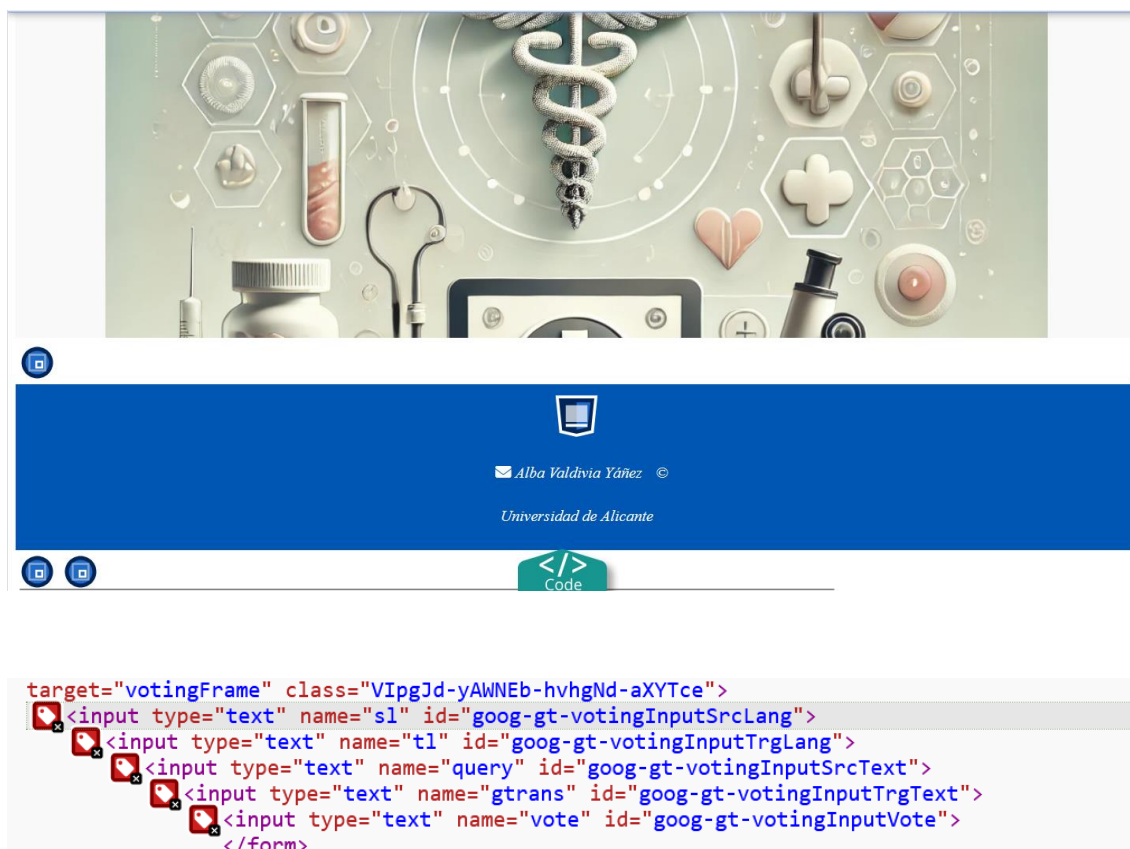 Alba Valdivia Yáñez ©
Universidad de Alicante
</>
Code
target="votingFrame" class="VIpgJd-yAWNEb-hvhgNd-aXYTce">
<input type="text" name="sl" id="goog-gt-votingInputSrcLang">
<input type="text" name="tl" id="goog-gt-votingInputTrgLang">
<input type="text" name="query" id="goog-gt-votingInputSrcText">
<input type="text" name="gtrans" id="goog-gt-votingInputTrgText">
<input type="text" name="vote" id="goog-gt-votingInputVote">
</form>